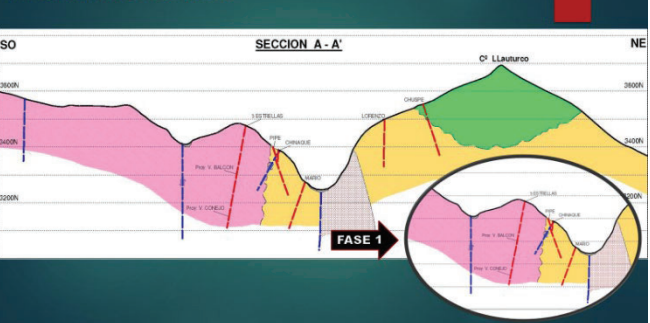 SO
SECCION A - A'
NE
Cº LLauturco
3600N
3600N
CHUSPE
LORENZO
V.ESTRELLAS
PIPE
CHINAQUE
3400N
3400N
Proy. V. BALCON
MARIO
3200N
3200N
Proy. V. CONEJO
FASE 1
V.ESTRELLAS
PIPE
CHINAQUE
Proy. V. BALCON
MARIO
Proy. V. CONEJO